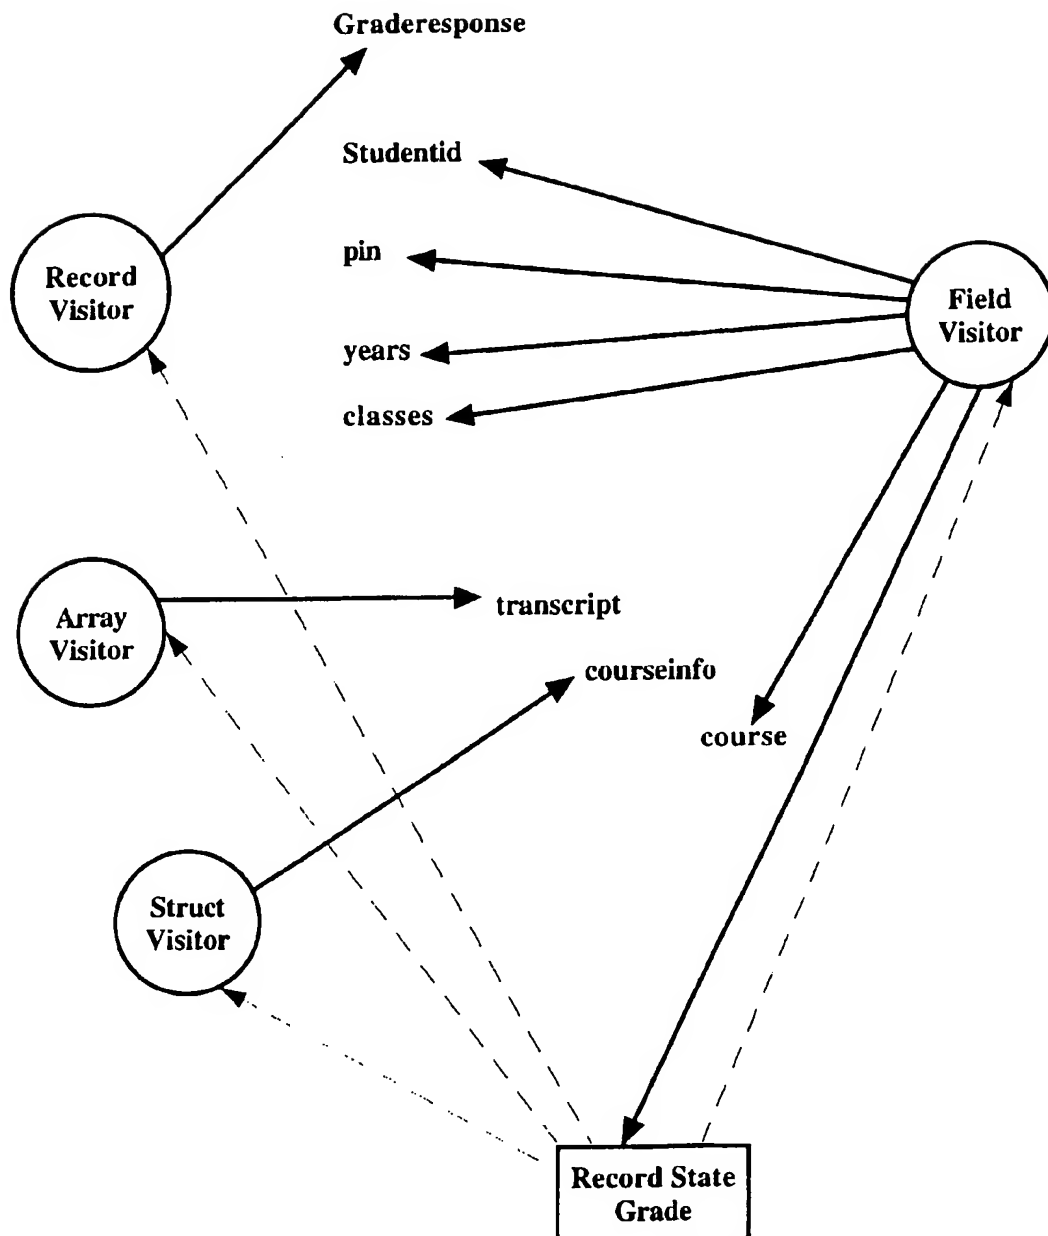 Graderesponse
Studentid
pin
Record
Visitor
Field
Visitor
years
classes
Array
Visitor
transcript
courseinfo
course
Struct
Visitor
Record State
Grade